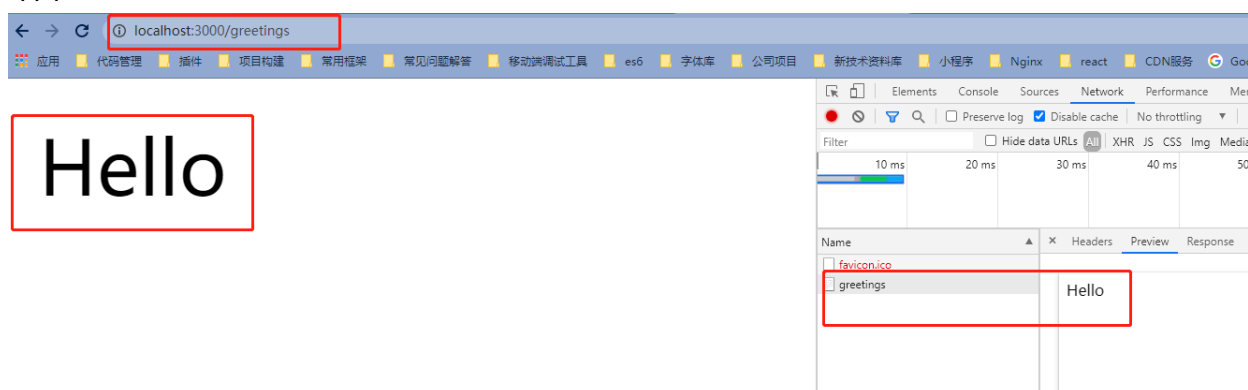 localhost:3000/greetings
应用 代码管理 插件 项目构建 常用框架 常见问题解答 移动端调试工具 es6 字体库 公司项目 新技术资料库 小程序 Nginx react CDN服务
Hello
Elements Console Sources Network Performance
Preserve log Disable cache No throttling
Filter Hide data URLs All XHR JS CSS Img Media
10 ms 20 ms 30 ms 40 ms 50
Name Headers Preview Response
favicon.ico
greetings
Hello